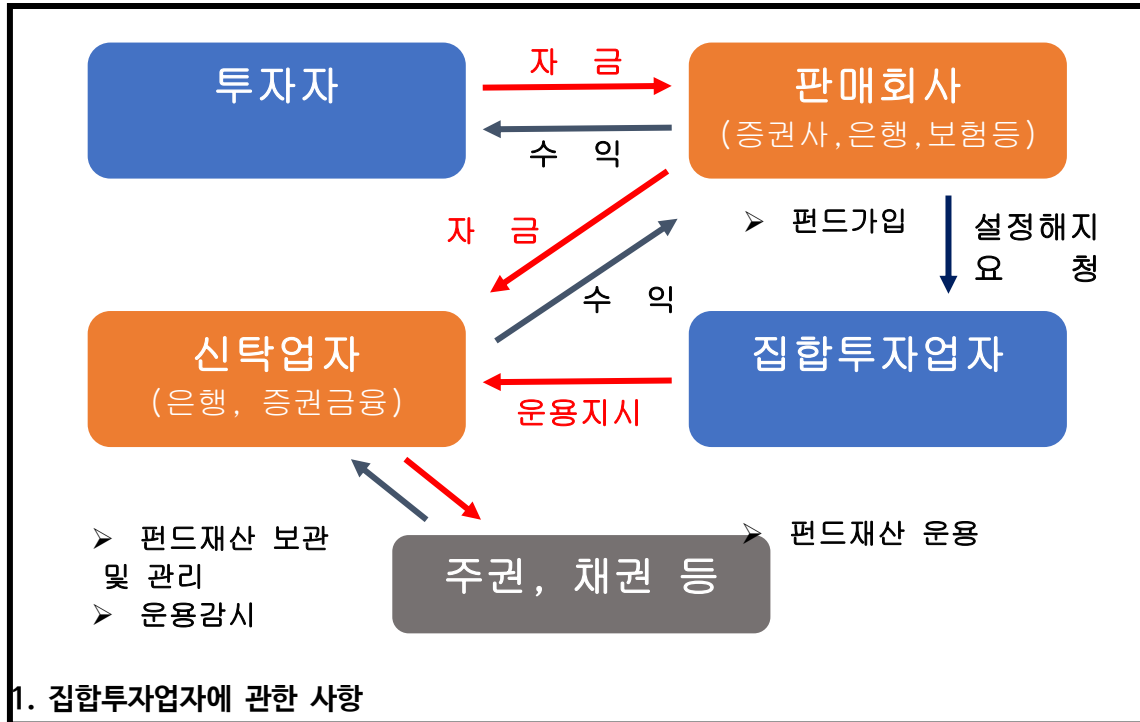 투자자
자 금
수 익
판매회사
(증권사,은행,보험등)
자 금
수 익
➢ 펀드가입
설정해지
요 청
신탁업자
(은행, 증권금융)
운용지시
집합투자업자
➢ 펀드재산 보관
및 관리
➢ 운용감시
주권, 채권 등
➢ 펀드재산 운용
1. 집합투자업자에 관한 사항